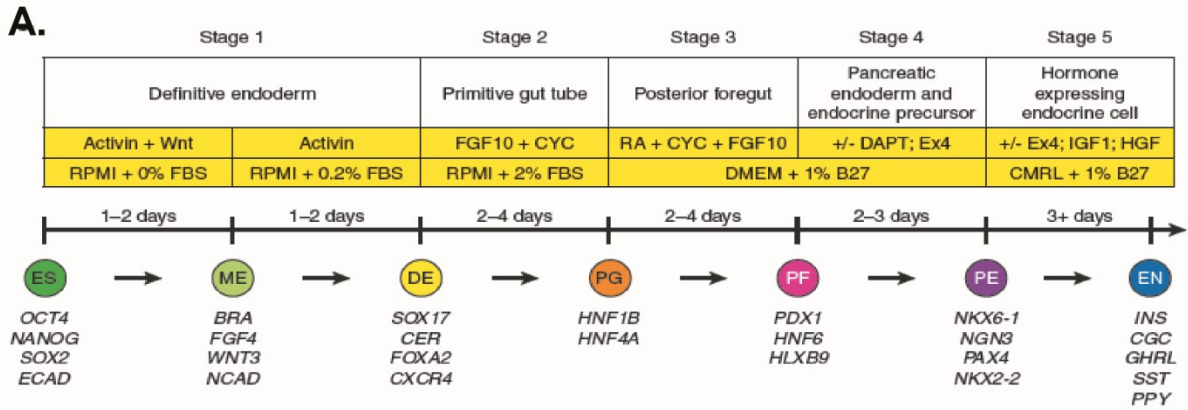 A.
Stage 1 Stage 2 Stage 3 Stage 4 Stage 5
Definitive endoderm
Primitive gut tube
Posterior foregut
Pancreatic
endoderm and
endocrine precursor
Hormone
expressing
endocrine cell
Activin + Wnt Activin FGF10 + CYC RA + CYC + FGF10 +/- DAPT; Ex4 +/- Ex4; IGF1; HGF
RPMI + 0% FBS RPMI + 0.2% FBS RPMI + 2% FBS DMEM + 1% B27 CMRL + 1% B27
1–2 days 1–2 days 2–4 days 2–4 days 2–3 days 3+ days
ES ME DE PG PF PE EN
OCT4 BRA SOX17 HNF1B PDX1 NKX6-1 INS
NANOG FGF4 CER HNF4A HNF6 NGN3 CGC
SOX2 WNT3 FOXA2 HLXB9 PAX4 GHRL
ECAD NCAD CXCR4 NKX2-2 SST
PPY